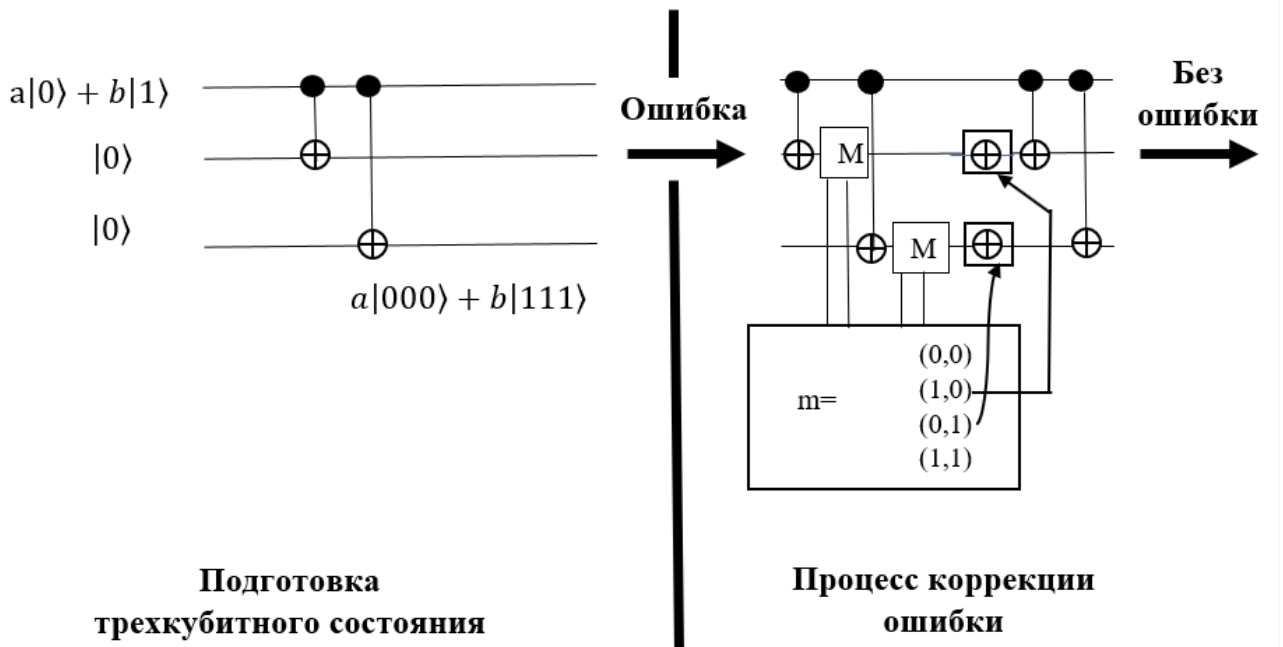 a|0⟩ + b|1⟩
|0⟩
|0⟩
a|000⟩ + b|111⟩
Подготовка
трехкубитного состояния
Ошибка
M
M
m=
(0,0)
(1,0)
(0,1)
(1,1)
Процесс коррекции
ошибки
Без
ошибки